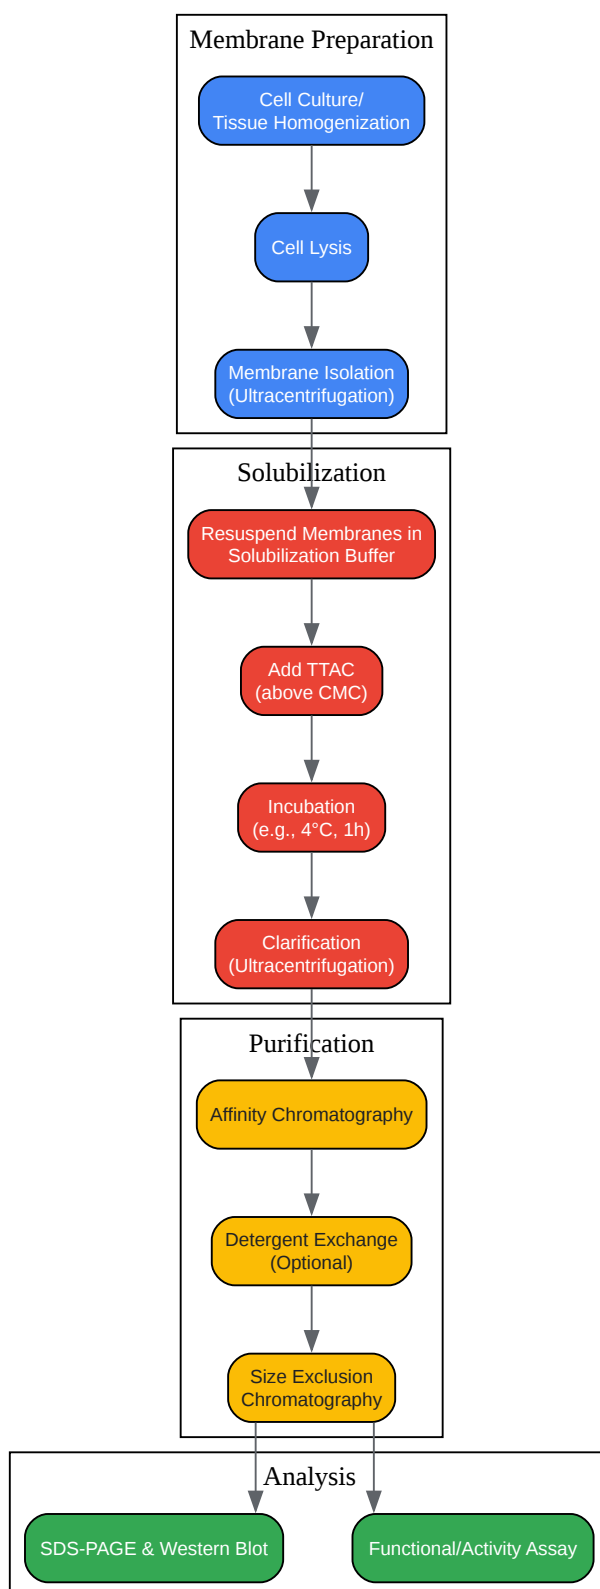 Membrane Preparation
Cell Culture/
Tissue Homogenization
Cell Lysis
Membrane Isolation
(Ultracentrifugation)
Solubilization
Resuspend Membranes in
Solubilization Buffer
Add TTAC
(above CMC)
Incubation
(e.g., 4°C, 1h)
Clarification
(Ultracentrifugation)
Purification
Affinity Chromatography
Detergent Exchange
(Optional)
Size Exclusion
Chromatography
Analysis
SDS-PAGE & Western Blot
Functional/Activity Assay